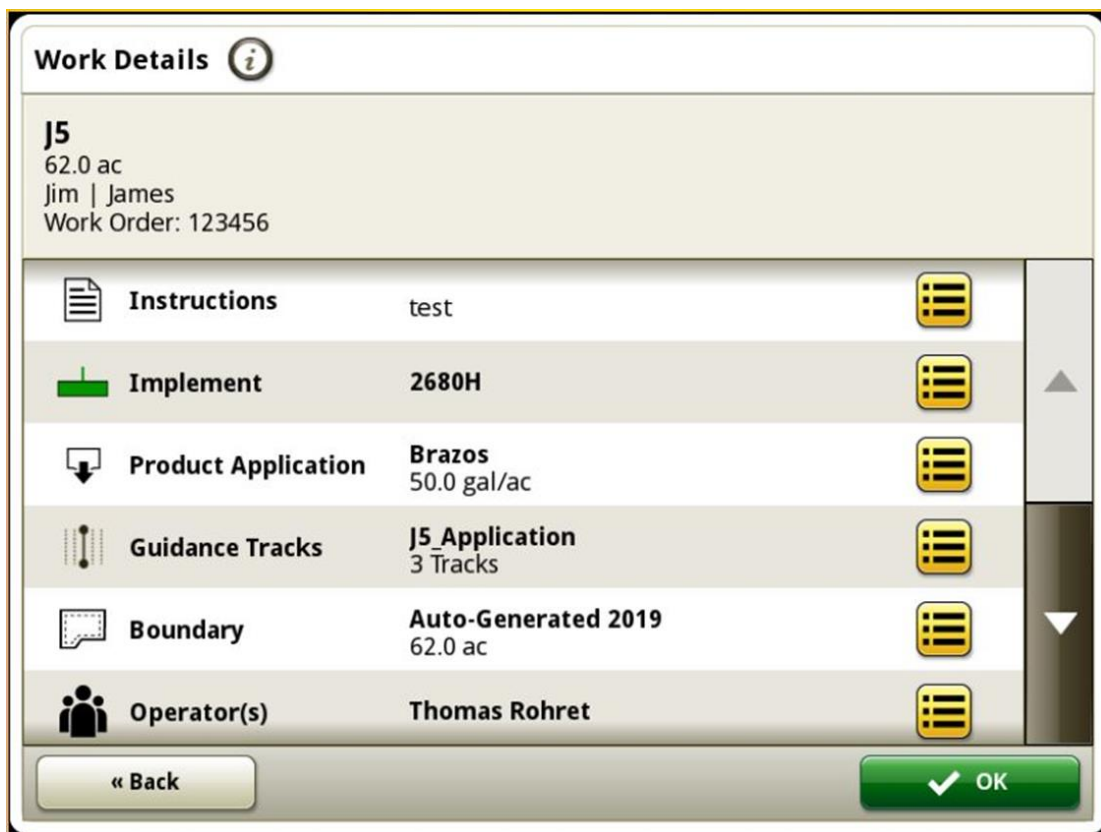 Work Details i
J5
62.0 ac
Jim | James
Work Order: 123456
Instructions test
Implement 2680H
Product Application Brazos
50.0 gal/ac
Guidance Tracks J5_Application
3 Tracks
Boundary Auto-Generated 2019
62.0 ac
Operator(s) Thomas Rohret
« Back OK